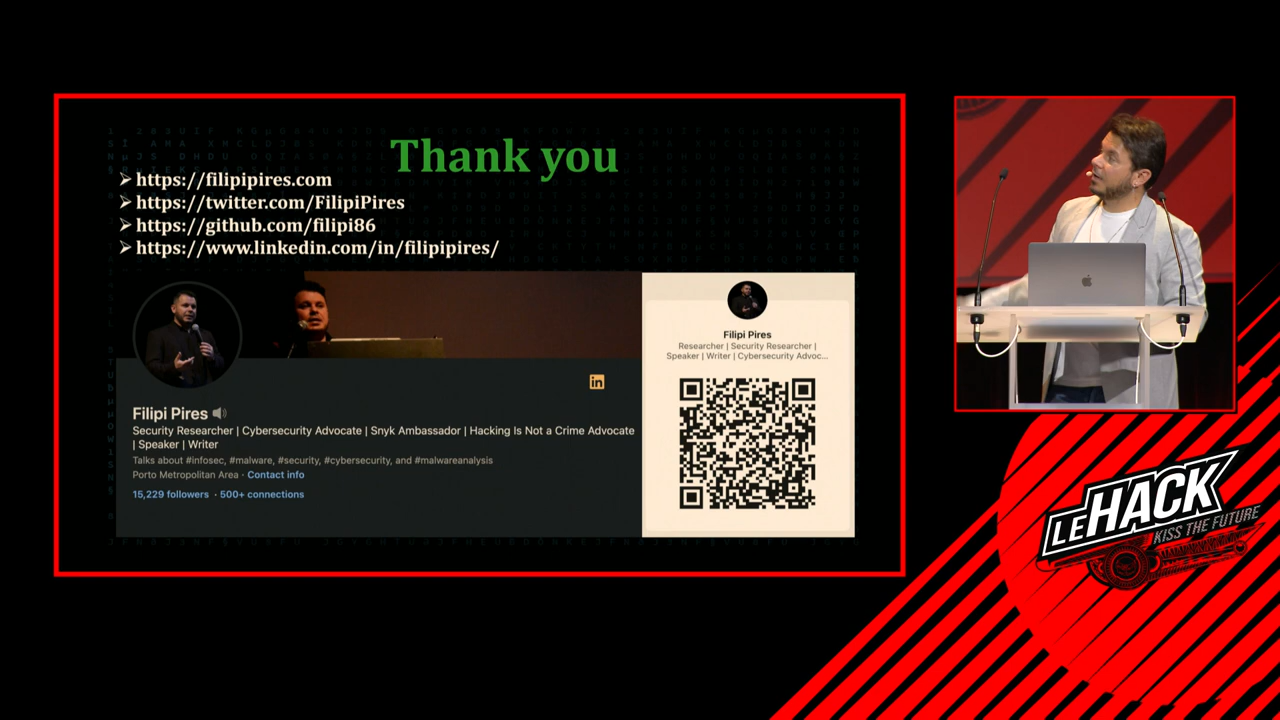 Thank you
➢ https://filipipires.com
➢ https://twitter.com/FilipiPires
➢ https://github.com/filipi86
➢ https://www.linkedin.com/in/filipipires/
in
Filipi Pires
Security Researcher | Cybersecurity Advocate | Snyk Ambassador | Hacking Is Not a Crime Advocate
| Speaker | Writer
Talks about #infosec, #malware, #security, #cybersecurity, and #malwareanalysis
Porto Metropolitan Area · Contact info
15,229 followers · 500+ connections
Filipi Pires
Researcher | Security Researcher |
Speaker | Writer | Cybersecurity Advoc...
LEHACK
KISS THE FUTURE